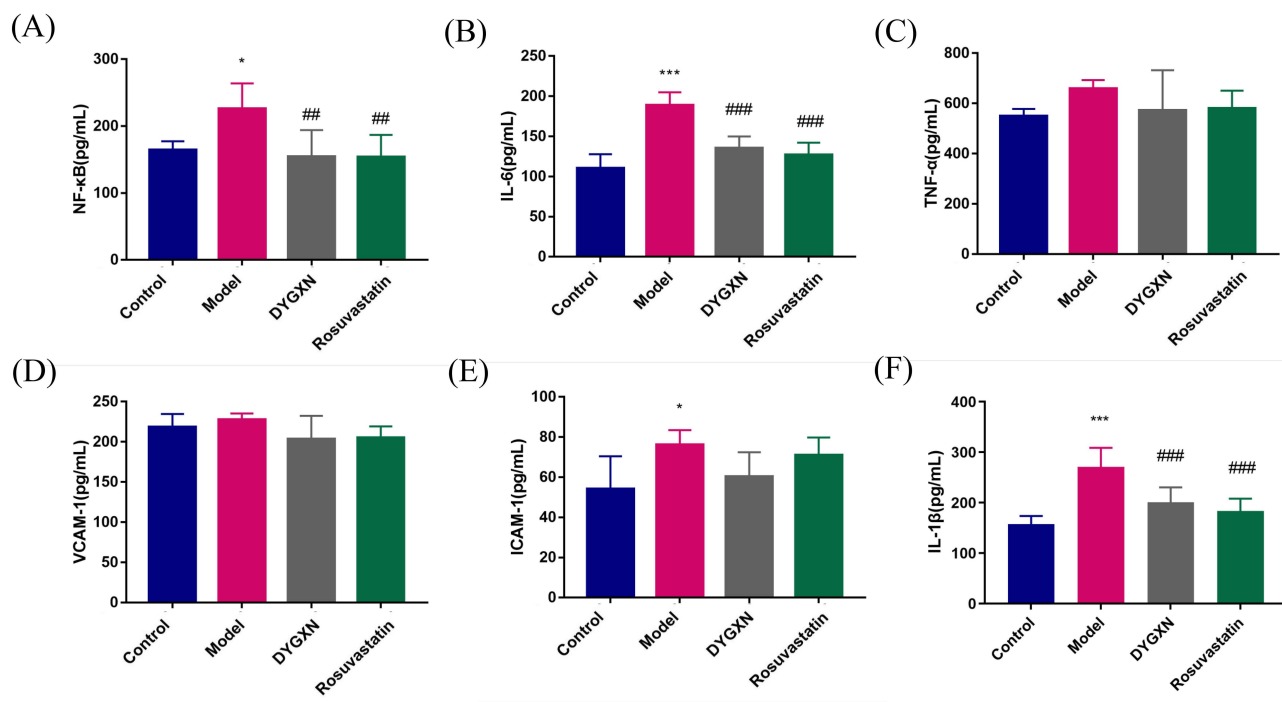 (A)
NF-κB(pg/mL)
300
200
100
0
*
##
##
Control
Model
DYGXN
Rosuvastatin
(B)
IL-6(pg/mL)
250
200
150
100
50
0
***
###
###
Control
Model
DYGXN
Rosuvastatin
(C)
TNF-α(pg/mL)
800
600
400
200
0
Control
Model
DYGXN
Rosuvastatin
(D)
VCAM-1(pg/mL)
250
200
150
100
50
0
Control
Model
DYGXN
Rosuvastatin
(E)
ICAM-1(pg/mL)
100
80
60
40
20
0
*
Control
Model
DYGXN
Rosuvastatin
(F)
IL-1β(pg/mL)
400
300
200
100
0
***
###
###
Control
Model
DYGXN
Rosuvastatin